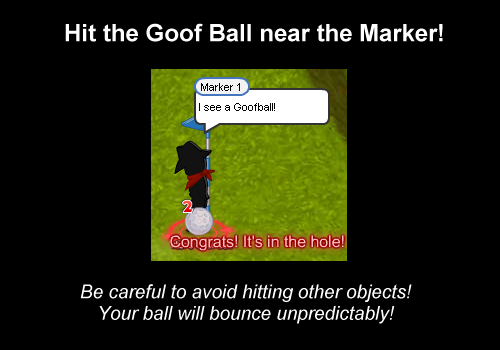 Hit the Goof Ball near the Marker!
Marker 1
I see a Goofball!
2
Congrats! It's in the hole!
Be careful to avoid hitting other objects!
Your ball will bounce unpredictably!